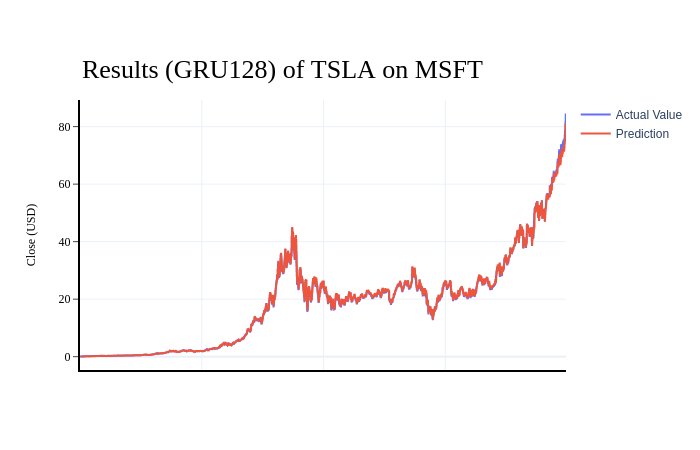 Results (GRU128) of TSLA on MSFT
Actual Value
Prediction
80
60
40
20
0
Close (USD)